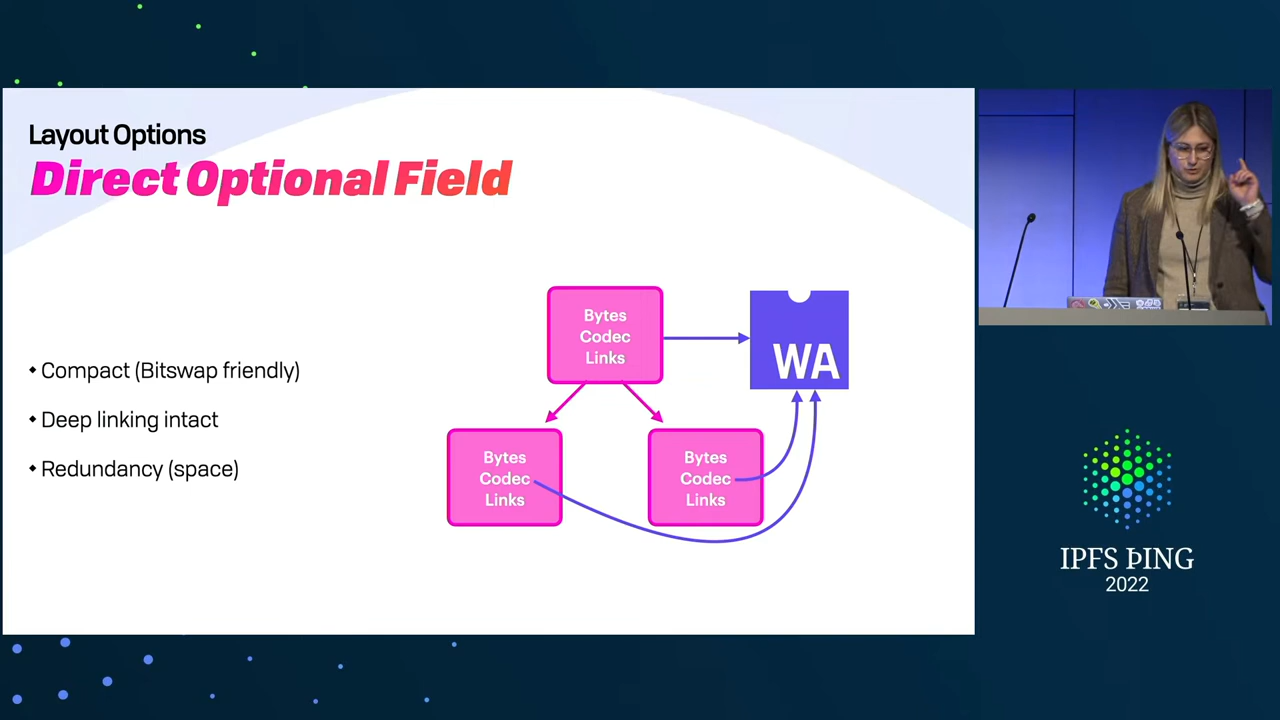 Layout Options
Direct Optional Field
• Compact (Bitswap friendly)
• Deep linking intact
• Redundancy (space)
Bytes
Codec
Links
WA
Bytes
Codec
Links
Bytes
Codec
Links
IPFS ÞING
2022